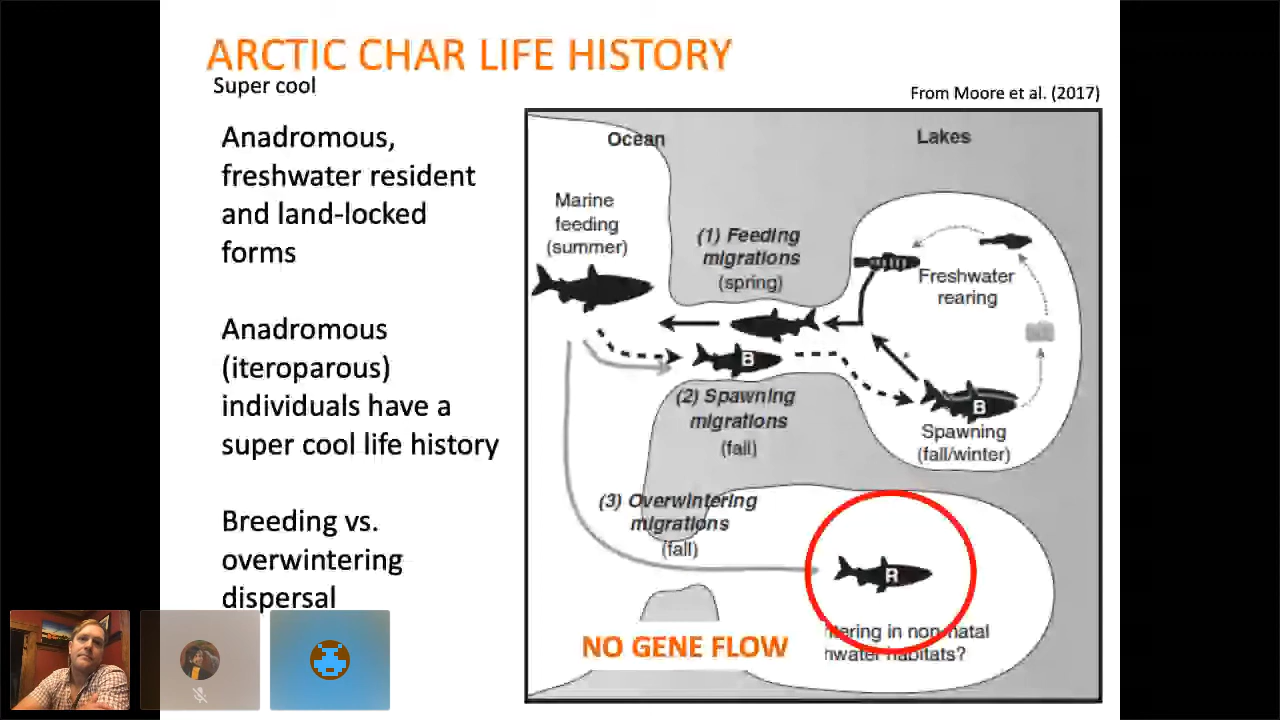 ARCTIC CHAR LIFE HISTORY
Super cool
From Moore et al. (2017)
Anadromous,
freshwater resident
and land-locked
forms
Anadromous
(iteroparous)
individuals have a
super cool life history
Breeding vs.
overwintering
dispersal
Ocean
Lakes
Marine
feeding
(summer)
(1) Feeding
migrations
(spring)
Freshwater
rearing
B
(2) Spawning
migrations
(fall)
B
Spawning
(fall/winter)
(3) Overwintering
migrations
(fall)
R
NO GENE FLOW
tering in non-natal
hwater habitats?